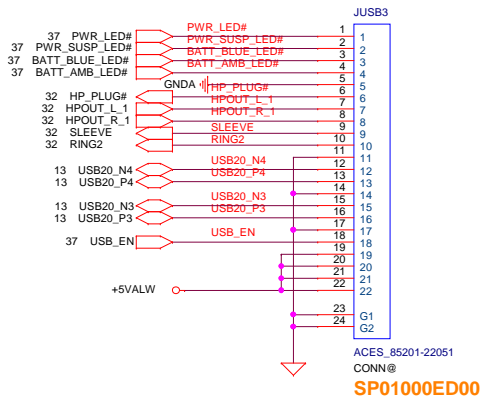 JUSB3
37 PWR_LED# PWR_LED# 1 1
37 PWR_SUSP_LED# PWR_SUSP_LED# 2 2
37 BATT_BLUE_LED# BATT_BLUE_LED# 3 3
37 BATT_AMB_LED# BATT_AMB_LED# 4 4
GNDA 5 5
32 HP_PLUG# HP_PLUG# 6 6
32 HPOUT_L_1 HPOUT_L_1 7 7
32 HPOUT_R_1 HPOUT_R_1 8 8
32 SLEEVE SLEEVE 9 9
32 RING2 RING2 10 10
11 11
13 USB20_N4 USB20_N4 12 12
13 USB20_P4 USB20_P4 13 13
14 14
13 USB20_N3 USB20_N3 15 15
13 USB20_P3 USB20_P3 16 16
17 17
37 USB_EN USB_EN 18 18
19 19
20 20
21 21
+5VALW 22 22
23 G1
24 G2
ACES_85201-22051
CONN@
SP01000ED00